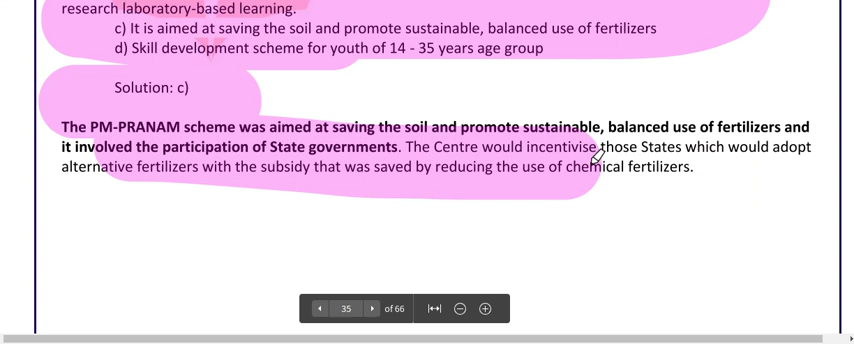 research laboratory-based learning.
c) It is aimed at saving the soil and promote sustainable, balanced use of fertilizers
d) Skill development scheme for youth of 14 - 35 years age group
Solution: c)
The PM-PRANAM scheme was aimed at saving the soil and promote sustainable, balanced use of fertilizers and
it involved the participation of State governments. The Centre would incentivise those States which would adopt
alternative fertilizers with the subsidy that was saved by reducing the use of chemical fertilizers.
35 of 66